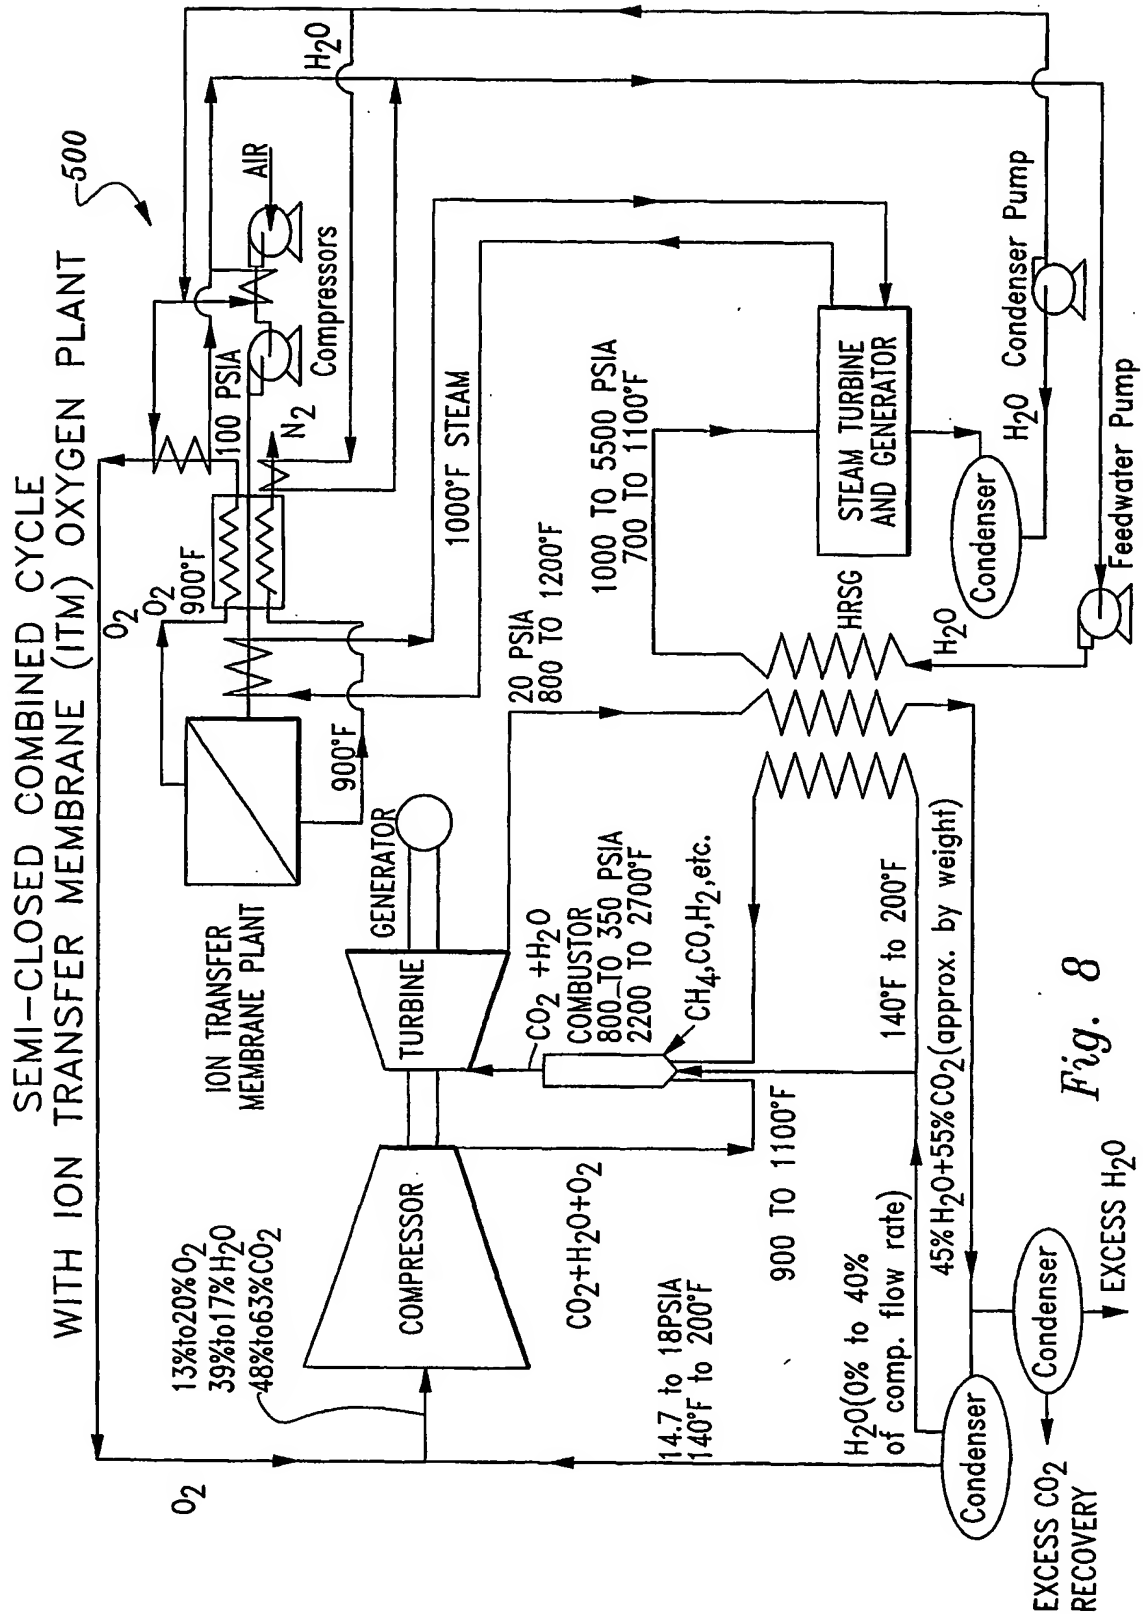 SEMI-CLOSED COMBINED CYCLE
WITH ION TRANSFER MEMBRANE (ITM) OXYGEN PLANT
500
O2
13%to20%O2
39%to17%H2O
48%to63%CO2
COMPRESSOR
TURBINE
GENERATOR
ION TRANSFER
MEMBRANE PLANT
O2
O2
900°F
900°F
100 PSIA
N2
AIR
Compressors
H2O
1000°F STEAM
CO2+H2O+O2
CO2 +H2O
COMBUSTOR
800 TO 350 PSIA
2200 TO 2700°F
CH4,CO,H2,etc.
20 PSIA
800 TO 1200°F
1000 TO 5500 PSIA
700 TO 1100°F
STEAM TURBINE
AND GENERATOR
HRSG
H2O
Condenser
H2O Condenser Pump
Feedwater Pump
14.7 to 18PSIA
140°F to 200°F
900 TO 1100°F
H2O(0% to 40%
of comp. flow rate)
140°F to 200°F
45%H2O+55%CO2(approx. by weight)
Condenser
Condenser
EXCESS CO2
RECOVERY
EXCESS H2O
Fig. 8